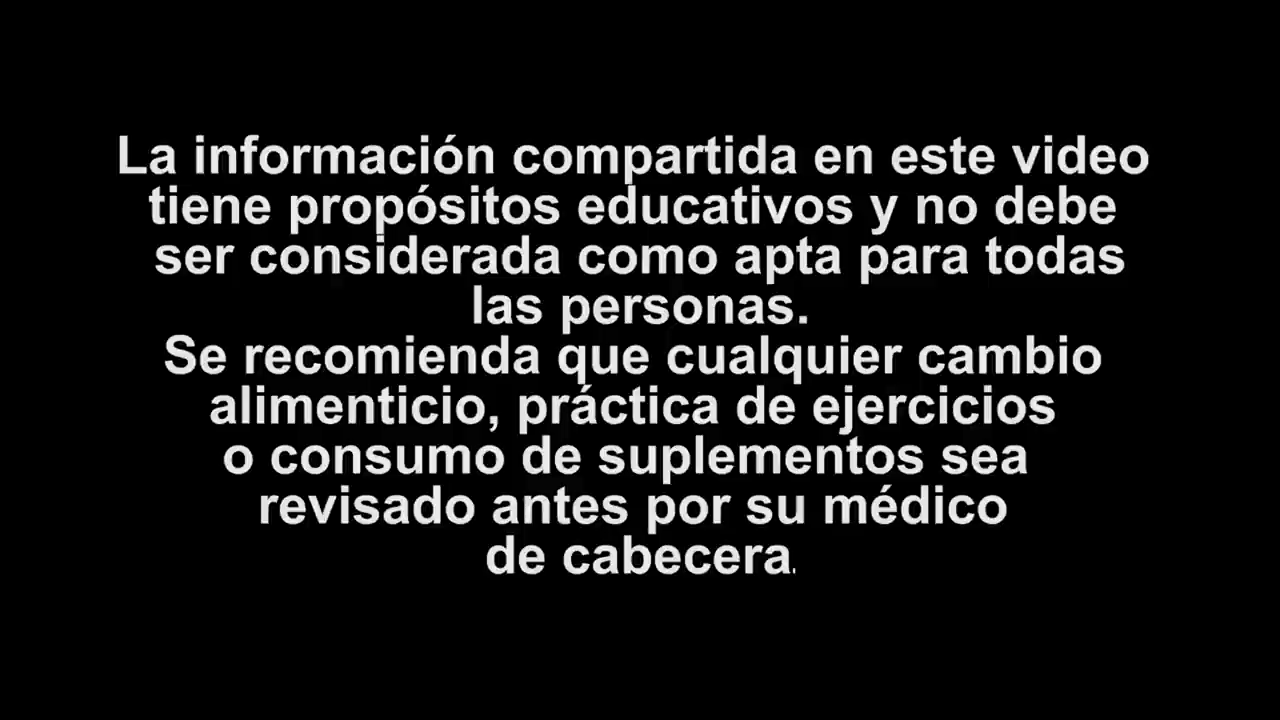 La información compartida en este video
tiene propósitos educativos y no debe
ser considerada como apta para todas
las personas.
Se recomienda que cualquier cambio
alimenticio, práctica de ejercicios
o consumo de suplementos sea
revisado antes por su médico
de cabecera.